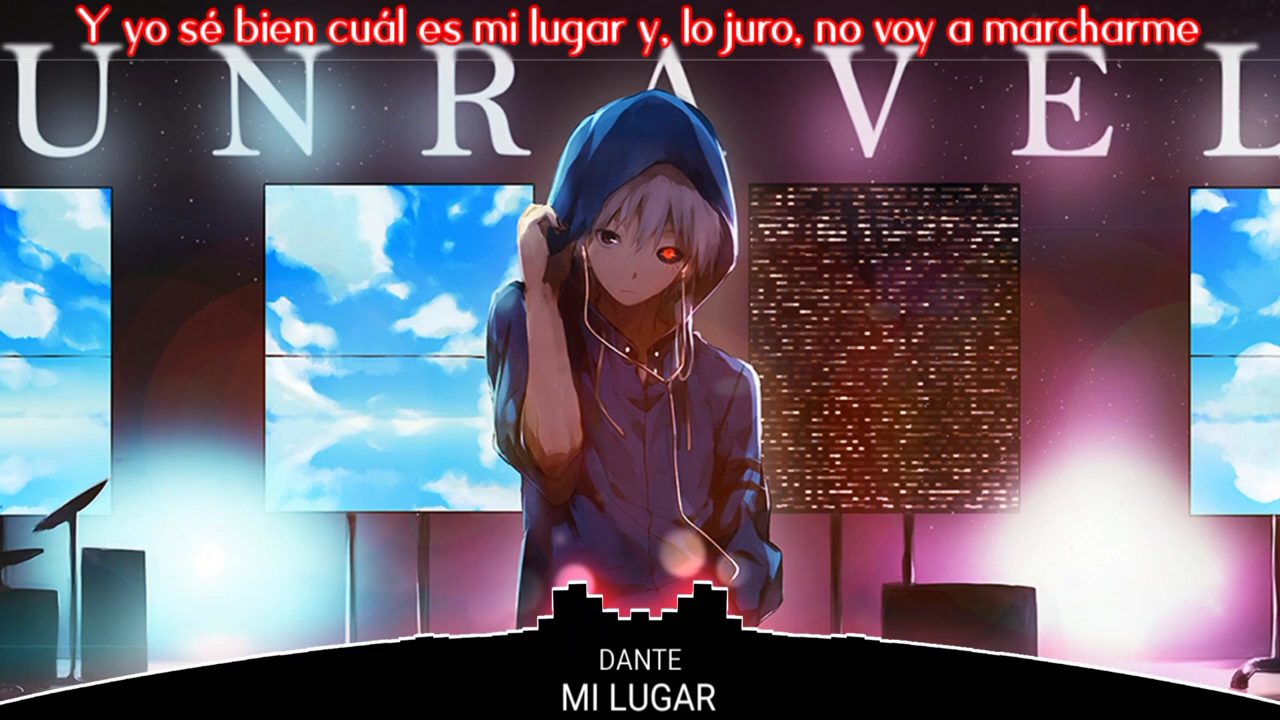 Y yo sé bien cuál es mi lugar y, lo juro, no voy a marcharme
UNRAVEL
DANTE
MI LUGAR